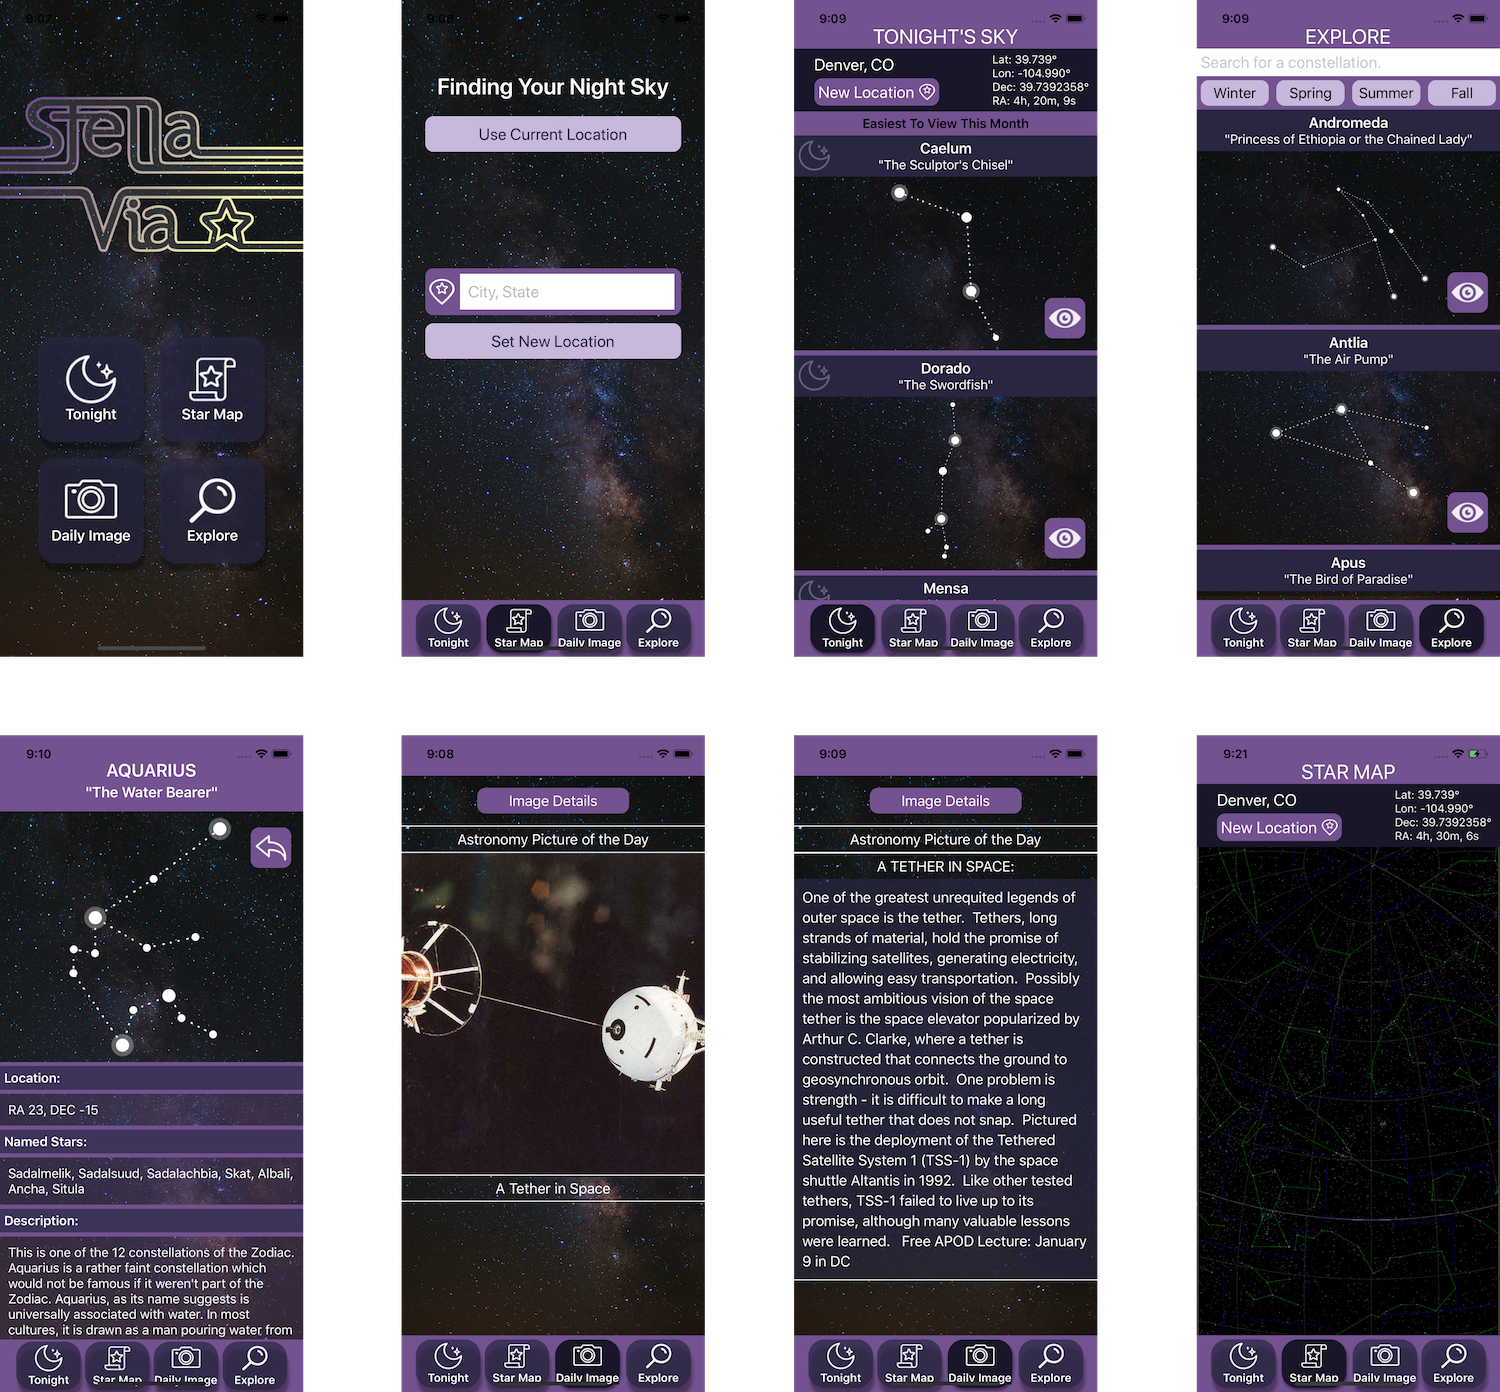 9:07
Stella
Via
Tonight
Star Map
Daily Image
Explore
9:08
Finding Your Night Sky
Use Current Location
City, State
Set New Location
Tonight
Star Map
Daily Image
Explore
9:09
TONIGHT'S SKY
Denver, CO
New Location
Lat: 39.739°
Lon: -104.990°
Dec: 39.7392358°
RA: 4h, 20m, 9s
Easiest To View This Month
Caelum
"The Sculptor's Chisel"
Dorado
"The Swordfish"
Mensa
Tonight
Star Map
Daily Image
Explore
9:09
EXPLORE
Search for a constellation.
Winter
Spring
Summer
Fall
Andromeda
"Princess of Ethiopia or the Chained Lady"
Antlia
"The Air Pump"
Apus
"The Bird of Paradise"
Tonight
Star Map
Daily Image
Explore
9:10
AQUARIUS
"The Water Bearer"
Location:
RA 23, DEC -15
Named Stars:
Sadalmelik, Sadalsuud, Sadalachbia, Skat, Albali,
Ancha, Situla
Description:
This is one of the 12 constellations of the Zodiac.
Aquarius is a rather faint constellation which
would not be famous if it weren't part of the
Zodiac. Aquarius, as its name suggests is
universally associated with water. In most
cultures, it is drawn as a man pouring water from
Tonight
Star Map
Daily Image
Explore
9:08
Image Details
Astronomy Picture of the Day
A Tether in Space
Tonight
Star Map
Daily Image
Explore
9:09
Image Details
Astronomy Picture of the Day
A TETHER IN SPACE:
One of the greatest unrequited legends of
outer space is the tether.  Tethers, long
strands of material, hold the promise of
stabilizing satellites, generating electricity,
and allowing easy transportation.  Possibly
the most ambitious vision of the space
tether is the space elevator popularized by
Arthur C. Clarke, where a tether is
constructed that connects the ground to
geosynchronous orbit.  One problem is
strength - it is difficult to make a long
useful tether that does not snap.  Pictured
here is the deployment of the Tethered
Satellite System 1 (TSS-1) by the space
shuttle Altantis in 1992.  Like other tested
tethers, TSS-1 failed to live up to its
promise, although many valuable lessons
were learned.   Free APOD Lecture: January
9 in DC
Tonight
Star Map
Daily Image
Explore
9:21
STAR MAP
Denver, CO
New Location
Lat: 39.739°
Lon: -104.990°
Dec: 39.7392358°
RA: 4h, 30m, 6s
Tonight
Star Map
Daily Image
Explore